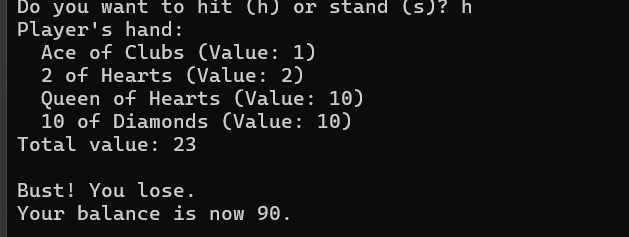 Do you want to hit (h) or stand (s)? h
Player's hand:
  Ace of Clubs (Value: 1)
  2 of Hearts (Value: 2)
  Queen of Hearts (Value: 10)
  10 of Diamonds (Value: 10)
Total value: 23

Bust! You lose.
Your balance is now 90.